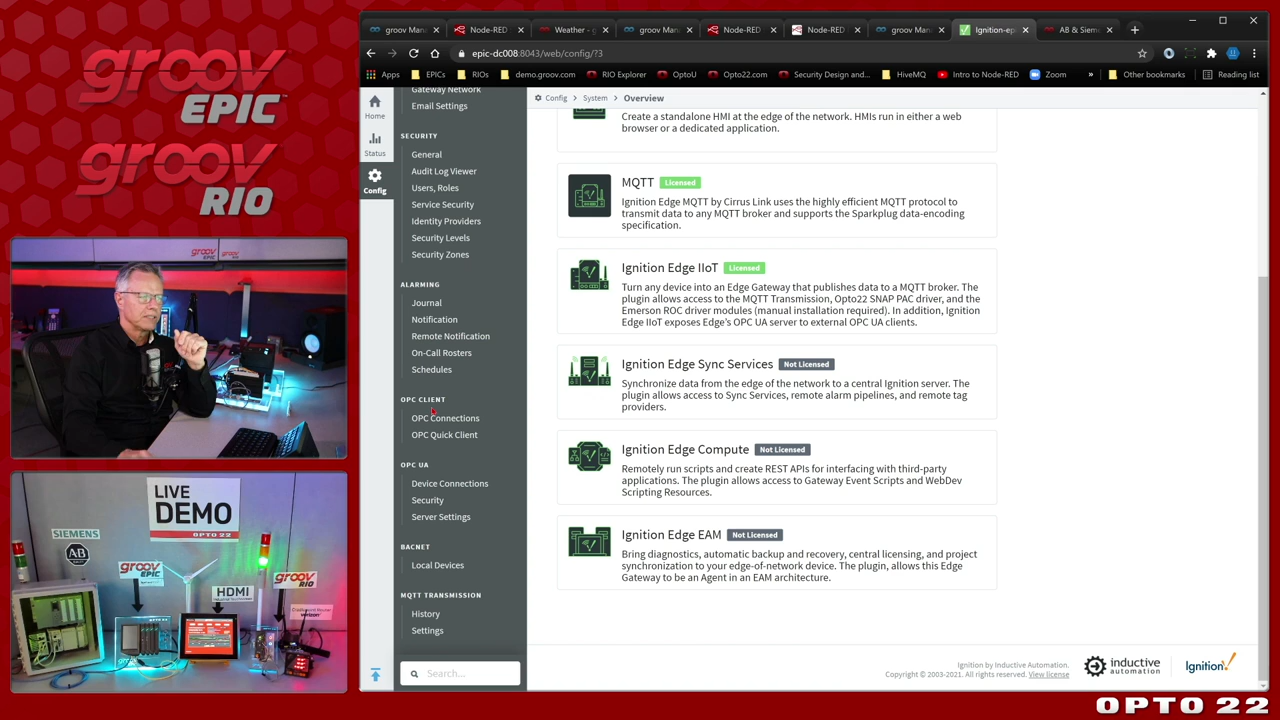 groov
EPIC™
groov
RIO
groov Mana
Node-RED
Weather - g
groov Mana
Node-RED
Node-RED
groov Mana
Ignition-ep
AB & Sieme
epic-dc008:8043/web/config/?3
Apps
EPICs
RIOs
demo.groov.com
RIO Explorer
OptoU
Opto22.com
Security Design and...
HiveMQ
Intro to Node-RED
Zoom
»
Other bookmarks
Reading list
Home
Status
Config
Gateway Network
Email Settings
SECURITY
General
Audit Log Viewer
Users, Roles
Service Security
Identity Providers
Security Levels
Security Zones
ALARMING
Journal
Notification
Remote Notification
On-Call Rosters
Schedules
OPC CLIENT
OPC Connections
OPC Quick Client
OPC UA
Device Connections
Security
Server Settings
BACNET
Local Devices
MQTT TRANSMISSION
History
Settings
Search...
Config > System > Overview
Create a standalone HMI at the edge of the network. HMIs run in either a web
browser or a dedicated application.
MQTT Licensed
Ignition Edge MQTT by Cirrus Link uses the highly efficient MQTT protocol to
transmit data to any MQTT broker and supports the Sparkplug data-encoding
specification.
Ignition Edge IIoT Licensed
Turn any device into an Edge Gateway that publishes data to a MQTT broker. The
plugin allows access to the MQTT Transmission, Opto22 SNAP PAC driver, and the
Emerson ROC driver modules (manual installation required). In addition, Ignition
Edge IIoT exposes Edge's OPC UA server to external OPC UA clients.
Ignition Edge Sync Services Not Licensed
Synchronize data from the edge of the network to a central Ignition server. The
plugin allows access to Sync Services, remote alarm pipelines, and remote tag
providers.
Ignition Edge Compute Not Licensed
Remotely run scripts and create REST APIs for interfacing with third-party
applications. The plugin allows access to Gateway Event Scripts and WebDev
Scripting Resources.
Ignition Edge EAM Not Licensed
Bring diagnostics, automatic backup and recovery, central licensing, and project
synchronization to your edge-of-network device. The plugin, allows this Edge
Gateway to be an Agent in an EAM architecture.
Ignition by Inductive Automation.
Copyright © 2003-2021. All rights reserved. View license
inductive
automation
Ignition!
LIVE
DEMO
OPTO 22
SIEMENS
AB
groov
EPIC
HDMI
groov
RIO
verizon
OPTO 22